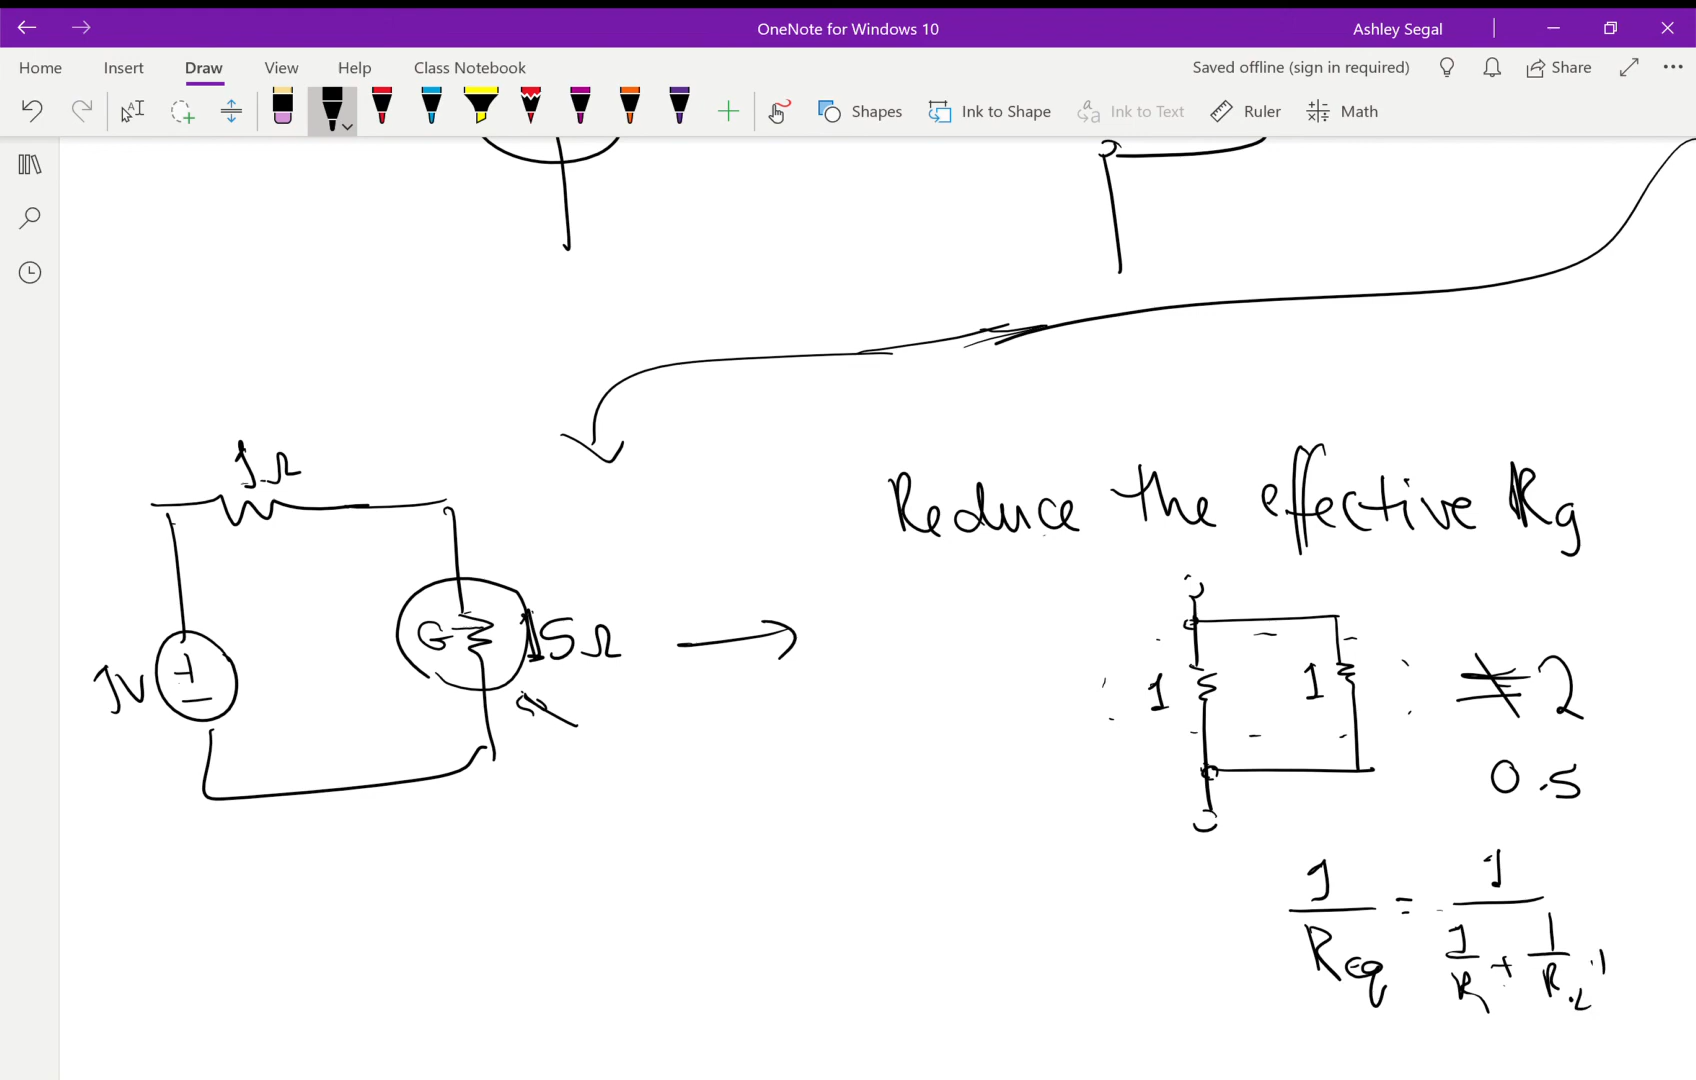 OneNote for Windows 10
Ashley Segal
Home Insert Draw View Help Class Notebook
Saved offline (sign in required)
Share
Shapes
Ink to Shape
Ink to Text
Ruler
Math
1Ω
Reduce the effective Rg
G 15Ω
1V
1 1
2
0.5
1/Req = 1/(1/R + 1/R2)